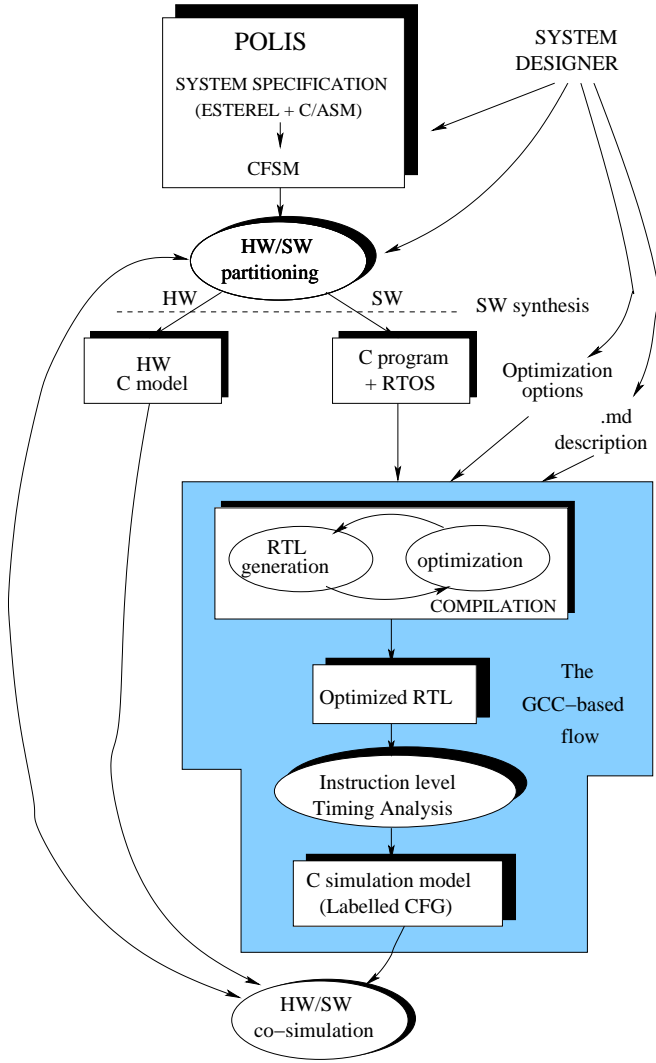 POLIS
SYSTEM SPECIFICATION
(ESTEREL + C/ASM)
CFSM
SYSTEM
DESIGNER
HW/SW
partitioning
HW
SW
SW synthesis
HW
C model
C program
+ RTOS
Optimization
options
.md
description
RTL
generation
optimization
COMPILATION
Optimized RTL
The
GCC−based
flow
Instruction level
Timing Analysis
C simulation model
(Labelled CFG)
HW/SW
co−simulation